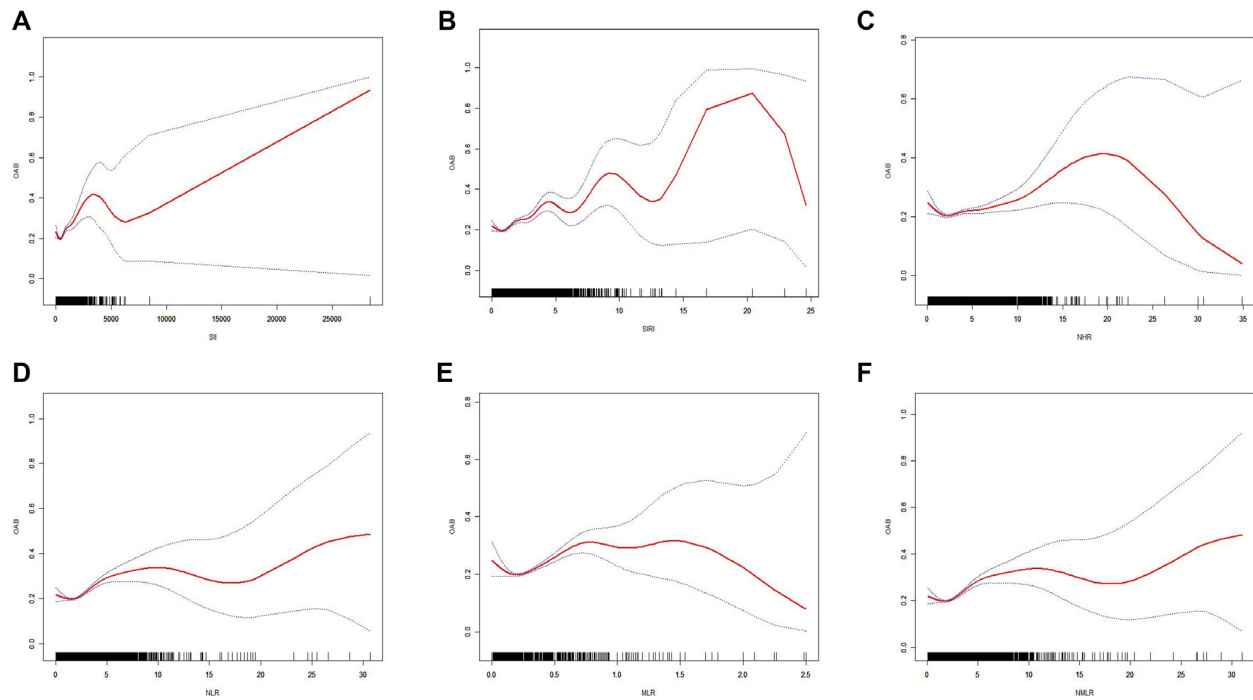 A
OAB
0.0 0.2 0.4 0.6 0.8 1.0
0 5000 10000 15000 20000 25000
SII
B
OAB
0.0 0.2 0.4 0.6 0.8 1.0
0 5 10 15 20 25
SIRI
C
OAB
0.0 0.2 0.4 0.6 0.8
0 5 10 15 20 25 30 35
NHR
D
OAB
0.0 0.2 0.4 0.6 0.8 1.0
0 5 10 15 20 25 30
NLR
E
OAB
0.0 0.2 0.4 0.6 0.8
0.0 0.5 1.0 1.5 2.0 2.5
MLR
F
OAB
0.0 0.2 0.4 0.6 0.8 1.0
0 5 10 15 20 25 30
NMLR